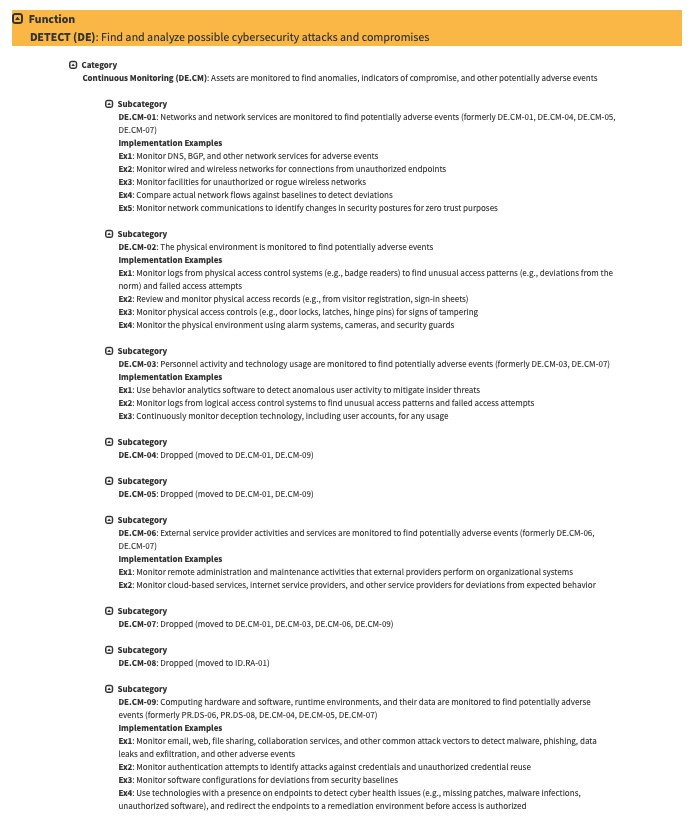 Function
DETECT (DE): Find and analyze possible cybersecurity attacks and compromises
Category
Continuous Monitoring (DE.CM): Assets are monitored to find anomalies, indicators of compromise, and other potentially adverse events
Subcategory
DE.CM-01: Networks and network services are monitored to find potentially adverse events (formerly DE.CM-01, DE.CM-04, DE.CM-05,
DE.CM-07)
Implementation Examples
Ex1: Monitor DNS, BGP, and other network services for adverse events
Ex2: Monitor wired and wireless networks for connections from unauthorized endpoints
Ex3: Monitor facilities for unauthorized or rogue wireless networks
Ex4: Compare actual network flows against baselines to detect deviations
Ex5: Monitor network communications to identify changes in security postures for zero trust purposes
Subcategory
DE.CM-02: The physical environment is monitored to find potentially adverse events
Implementation Examples
Ex1: Monitor logs from physical access control systems (e.g., badge readers) to find unusual access patterns (e.g., deviations from the
norm) and failed access attempts
Ex2: Review and monitor physical access records (e.g., from visitor registration, sign-in sheets)
Ex3: Monitor physical access controls (e.g., door locks, latches, hinge pins) for signs of tampering
Ex4: Monitor the physical environment using alarm systems, cameras, and security guards
Subcategory
DE.CM-03: Personnel activity and technology usage are monitored to find potentially adverse events (formerly DE.CM-03, DE.CM-07)
Implementation Examples
Ex1: Use behavior analytics software to detect anomalous user activity to mitigate insider threats
Ex2: Monitor logs from logical access control systems to find unusual access patterns and failed access attempts
Ex3: Continuously monitor deception technology, including user accounts, for any usage
Subcategory
DE.CM-04: Dropped (moved to DE.CM-01, DE.CM-09)
Subcategory
DE.CM-05: Dropped (moved to DE.CM-01, DE.CM-09)
Subcategory
DE.CM-06: External service provider activities and services are monitored to find potentially adverse events (formerly DE.CM-06,
DE.CM-07)
Implementation Examples
Ex1: Monitor remote administration and maintenance activities that external providers perform on organizational systems
Ex2: Monitor cloud-based services, internet service providers, and other service providers for deviations from expected behavior
Subcategory
DE.CM-07: Dropped (moved to DE.CM-01, DE.CM-03, DE.CM-06, DE.CM-09)
Subcategory
DE.CM-08: Dropped (moved to ID.RA-01)
Subcategory
DE.CM-09: Computing hardware and software, runtime environments, and their data are monitored to find potentially adverse
events (formerly PR.DS-06, PR.DS-08, DE.CM-04, DE.CM-05, DE.CM-07)
Implementation Examples
Ex1: Monitor email, web, file sharing, collaboration services, and other common attack vectors to detect malware, phishing, data
leaks and exfiltration, and other adverse events
Ex2: Monitor authentication attempts to identify attacks against credentials and unauthorized credential reuse
Ex3: Monitor software configurations for deviations from security baselines
Ex4: Use technologies with a presence on endpoints to detect cyber health issues (e.g., missing patches, malware infections,
unauthorized software), and redirect the endpoints to a remediation environment before access is authorized